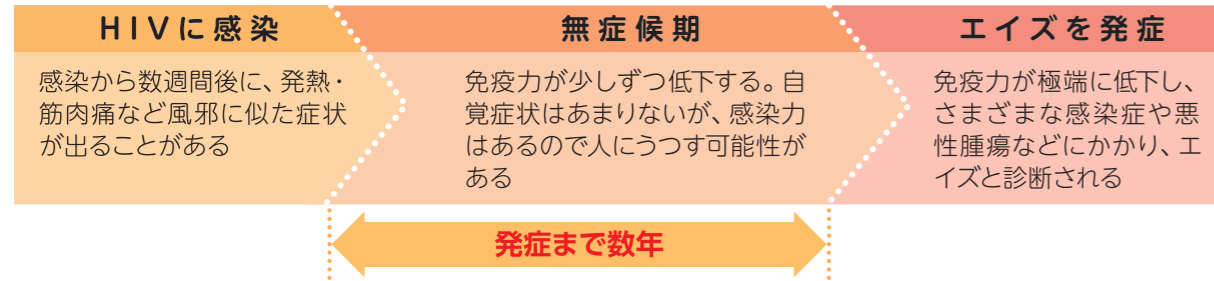 HIVに感染
感染から数週間後に、発熱・
筋肉痛など風邪に似た症状
が出ることがある
無症候期
免疫力が少しずつ低下する。自
覚症状はあまりないが、感染力
はあるので人にうつす可能性が
ある
エイズを発症
免疫力が極端に低下し、
さまざまな感染症や悪
性腫瘍などにかかり、エ
イズと診断される
発症まで数年